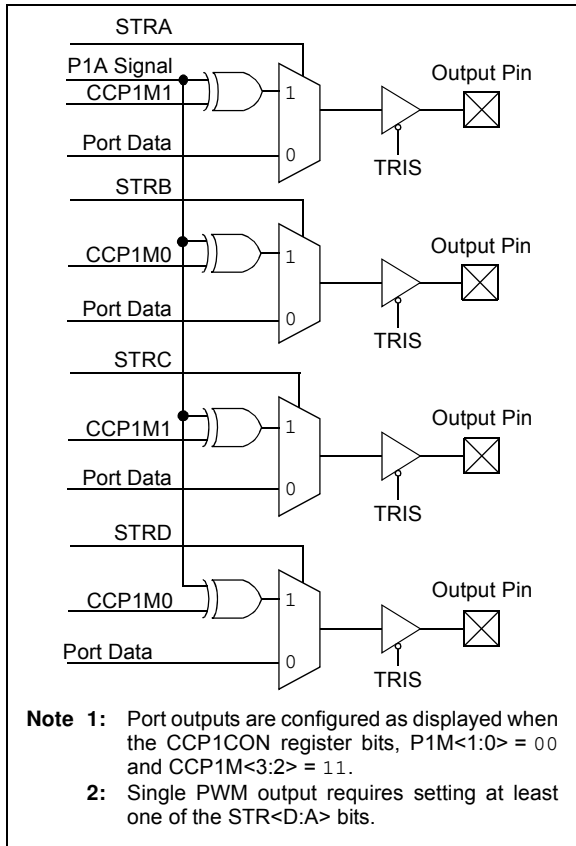 STRA
P1A Signal
Output Pin
CCP1M1
1
Port Data
0
TRIS
STRB
Output Pin
CCP1M0
1
Port Data
0
TRIS
STRC
Output Pin
CCP1M1
1
Port Data
0
TRIS
STRD
Output Pin
CCP1M0
1
Port Data
0
TRIS
Note 1: Port outputs are configured as displayed when
the CCP1CON register bits, P1M<1:0> = 00
and CCP1M<3:2> = 11.
2: Single PWM output requires setting at least
one of the STR<D:A> bits.